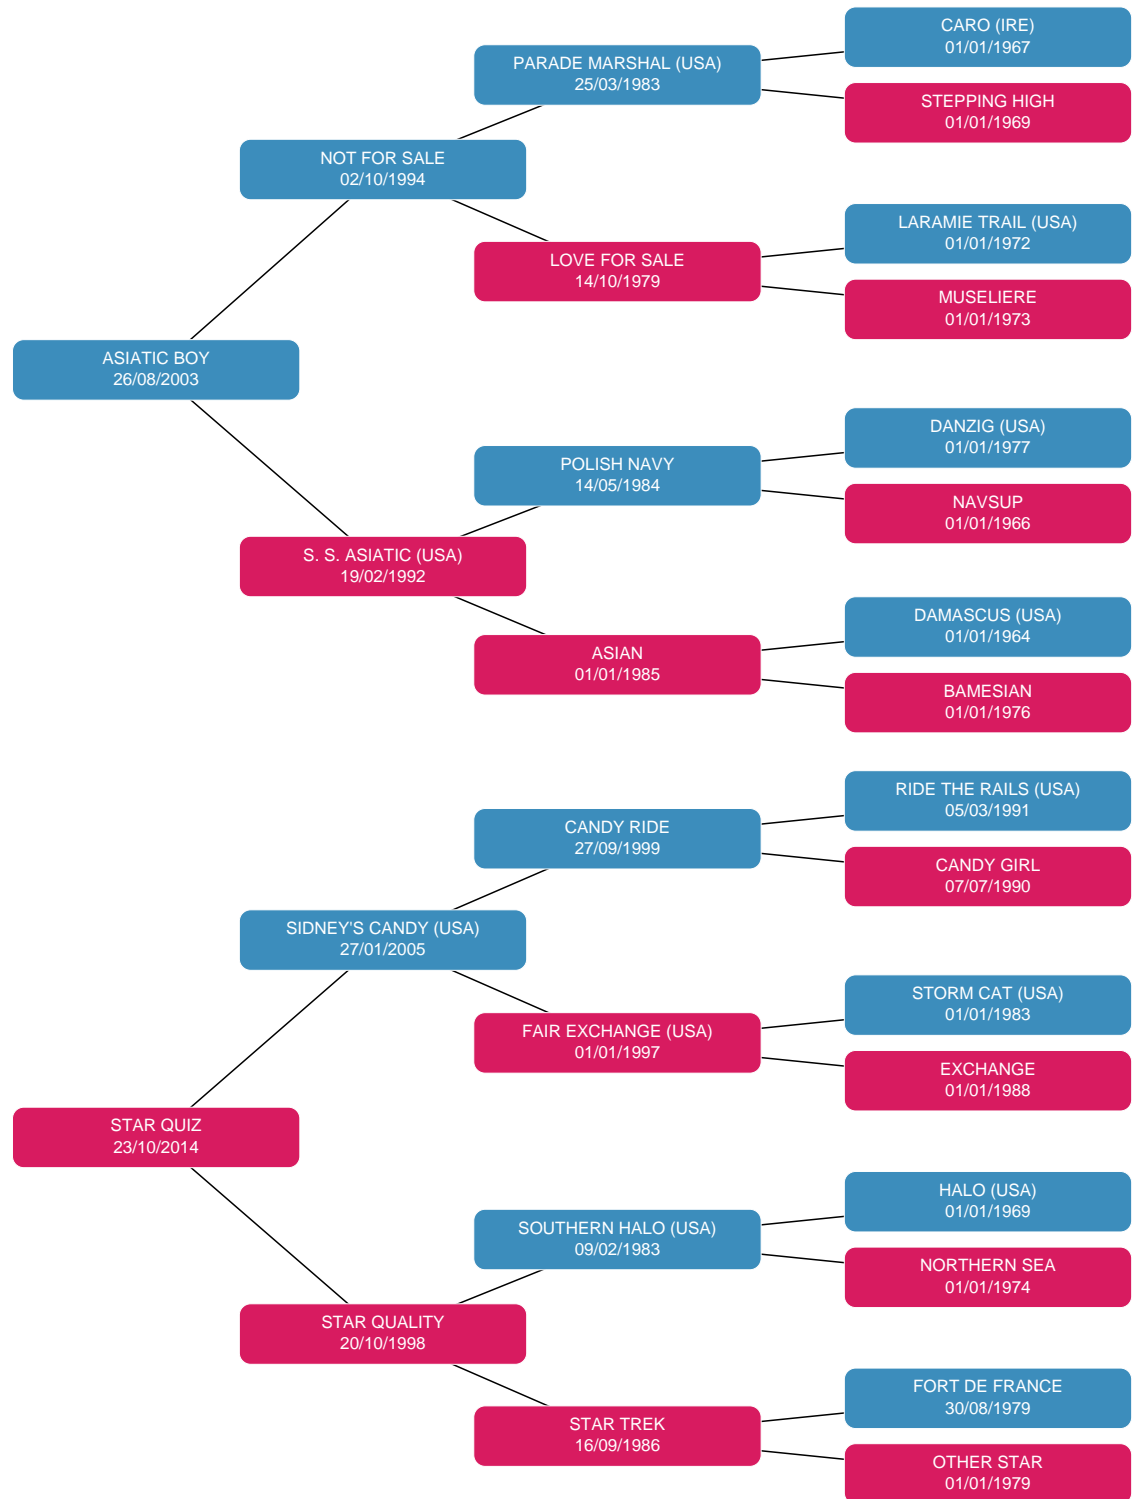 CARO (IRE)
01/01/1967
PARADE MARSHAL (USA)
25/03/1983
STEPPING HIGH
01/01/1969
NOT FOR SALE
02/10/1994
LARAMIE TRAIL (USA)
01/01/1972
LOVE FOR SALE
14/10/1979
MUSELIERE
01/01/1973
ASIATIC BOY
26/08/2003
DANZIG (USA)
01/01/1977
POLISH NAVY
14/05/1984
NAVSUP
01/01/1966
S. S. ASIATIC (USA)
19/02/1992
DAMASCUS (USA)
01/01/1964
ASIAN
01/01/1985
BAMESIAN
01/01/1976
RIDE THE RAILS (USA)
05/03/1991
CANDY RIDE
27/09/1999
CANDY GIRL
07/07/1990
SIDNEY'S CANDY (USA)
27/01/2005
STORM CAT (USA)
01/01/1983
FAIR EXCHANGE (USA)
01/01/1997
EXCHANGE
01/01/1988
STAR QUIZ
23/10/2014
HALO (USA)
01/01/1969
SOUTHERN HALO (USA)
09/02/1983
NORTHERN SEA
01/01/1974
STAR QUALITY
20/10/1998
FORT DE FRANCE
30/08/1979
STAR TREK
16/09/1986
OTHER STAR
01/01/1979